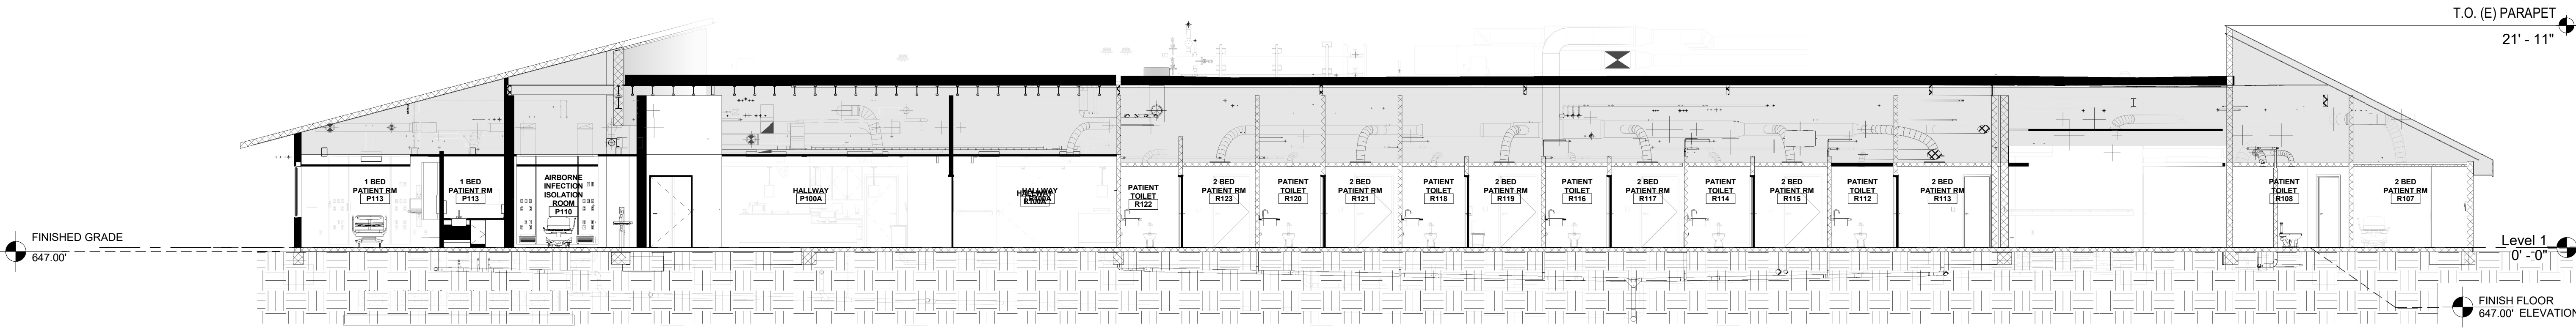 T.O. (E) PARAPET
21' - 11"
1 BED
PATIENT RM
P113
1 BED
PATIENT RM
P113
AIRBORNE
INFECTION
ISOLATION
ROOM
P110
HALLWAY
P100A
HALLWAY
PATIENT
TOILET
R122
2 BED
PATIENT RM
R123
PATIENT
TOILET
R120
2 BED
PATIENT RM
R121
PATIENT
TOILET
R118
2 BED
PATIENT RM
R119
PATIENT
TOILET
R116
2 BED
PATIENT RM
R117
PATIENT
TOILET
R114
2 BED
PATIENT RM
R115
PATIENT
TOILET
R112
2 BED
PATIENT RM
R113
PATIENT
TOILET
R108
2 BED
PATIENT RM
R107
FINISHED GRADE
647.00'
Level 1
0' - 0"
FINISH FLOOR
647.00' ELEVATIO